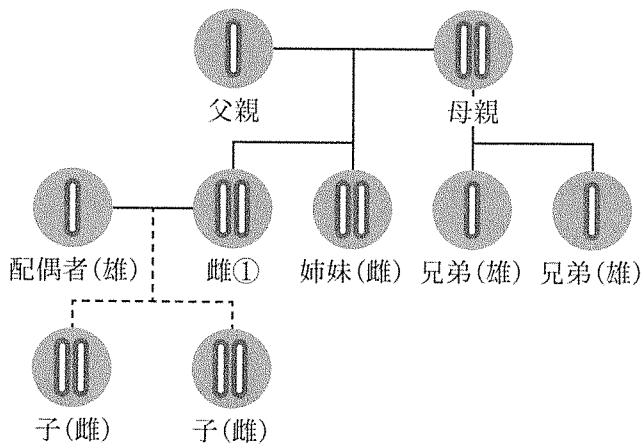 父親
母親
配偶者(雄)
雌①
姉妹(雌)
兄弟(雄)
兄弟(雄)
子(雌)
子(雌)